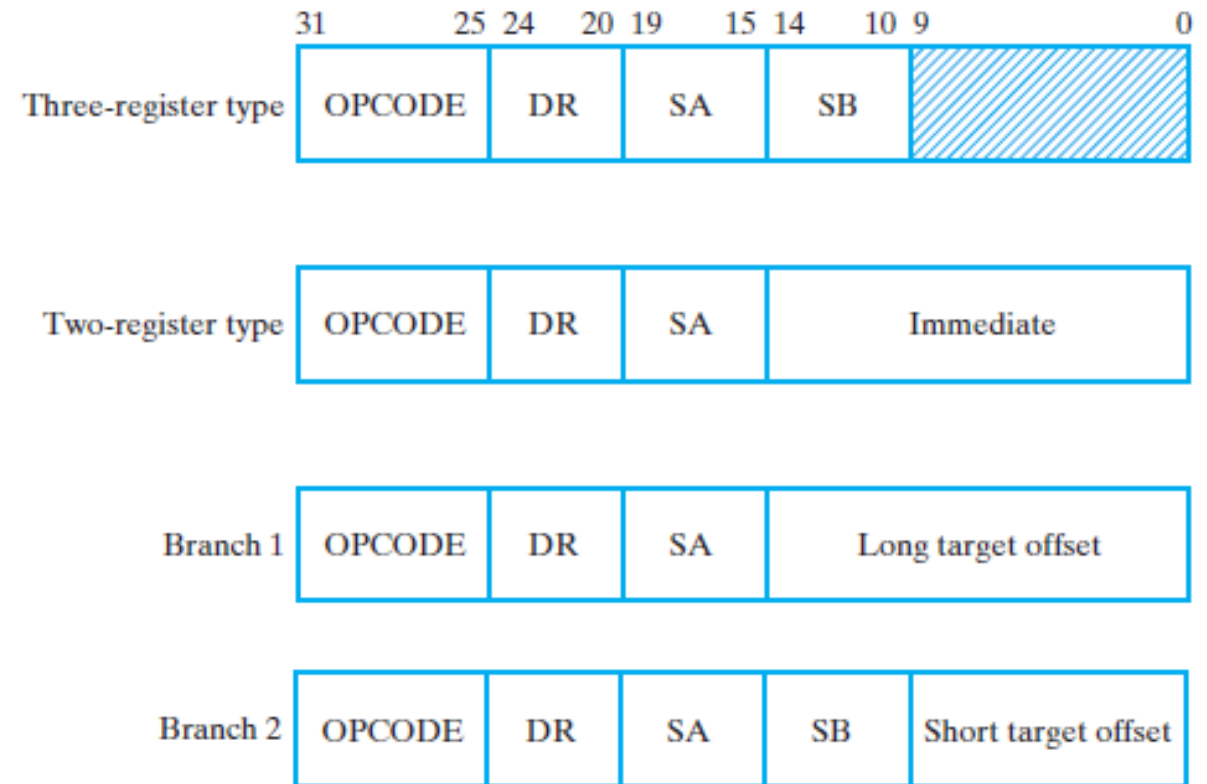 31 25 24 20 19 15 14 10 9 0
Three-register type OPCODE DR SA SB
Two-register type OPCODE DR SA Immediate
Branch 1 OPCODE DR SA Long target offset
Branch 2 OPCODE DR SA SB Short target offset